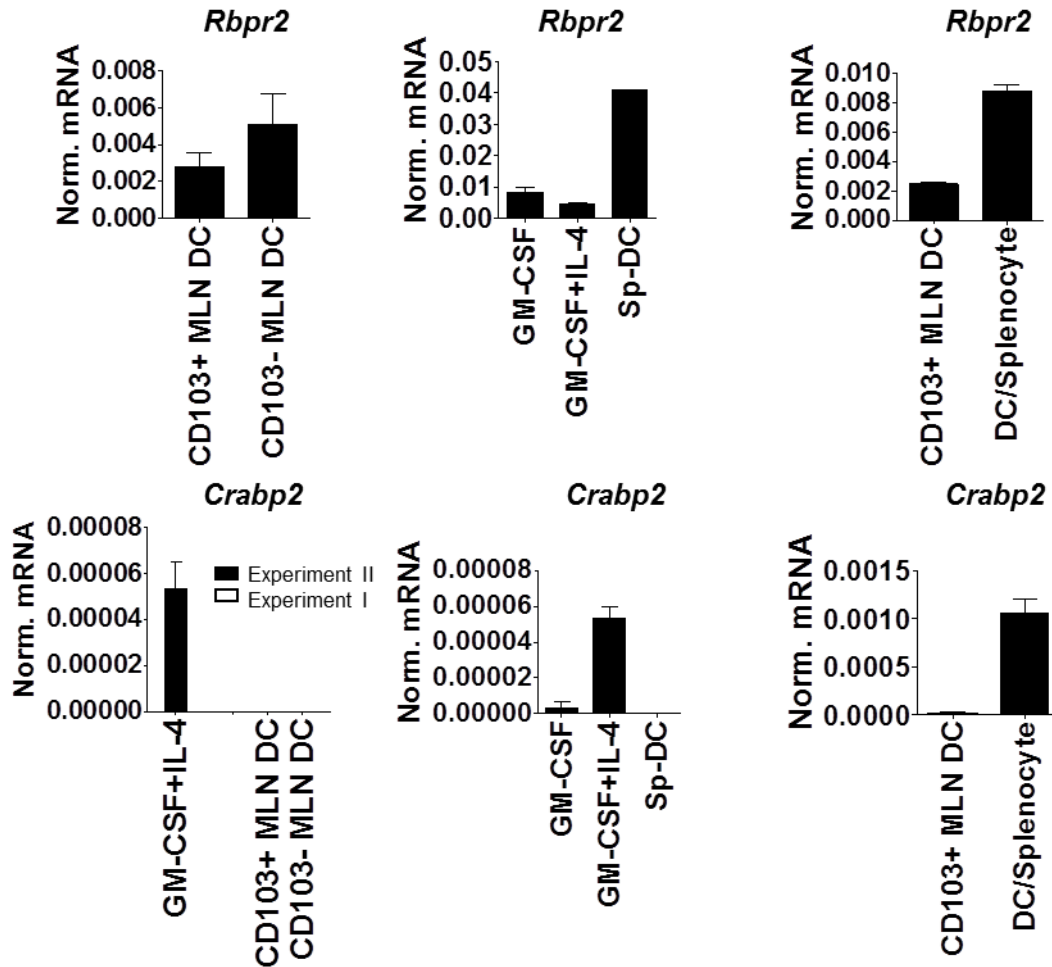 Rbpr2
Norm. mRNA
0.008
0.006
0.004
0.002
0.000
CD103+ MLN DC
CD103- MLN DC
Rbpr2
Norm. mRNA
0.05
0.04
0.03
0.02
0.01
0.00
GM-CSF
GM-CSF+IL-4
Sp-DC
Rbpr2
Norm. mRNA
0.010
0.008
0.006
0.004
0.002
0.000
CD103+ MLN DC
DC/Splenocyte
Crabp2
Norm. mRNA
0.00008
0.00006
0.00004
0.00002
0.00000
Experiment II
Experiment I
GM-CSF+IL-4
CD103+ MLN DC
CD103- MLN DC
Crabp2
Norm. mRNA
0.00008
0.00006
0.00004
0.00002
0.00000
GM-CSF
GM-CSF+IL-4
Sp-DC
Crabp2
Norm. mRNA
0.0015
0.0010
0.0005
0.0000
CD103+ MLN DC
DC/Splenocyte